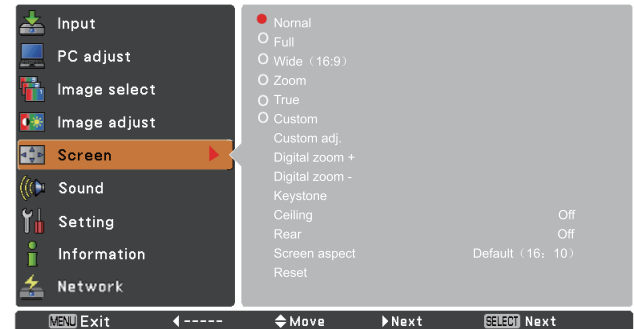 Input
PC adjust
Image select
Image adjust
Screen
Sound
Setting
Information
Network
Nornal
Full
Wide（16:9）
Zoom
True
Custom
Custom adj.
Digital zoom +
Digital zoom -
Keystone
Ceiling Off
Rear Off
Screen aspect Default（16：10）
Reset
MENU Exit ----- Move Next SELECT Next